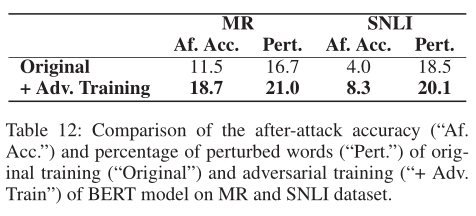 MR SNLI
Af. Acc. Pert. Af. Acc. Pert.
Original 11.5 16.7 4.0 18.5
+ Adv. Training 18.7 21.0 8.3 20.1
Table 12: Comparison of the after-attack accuracy (“Af.
Acc.”) and percentage of perturbed words (“Pert.”) of orig-
inal training (“Original”) and adversarial training (“+ Adv.
Train”) of BERT model on MR and SNLI dataset.